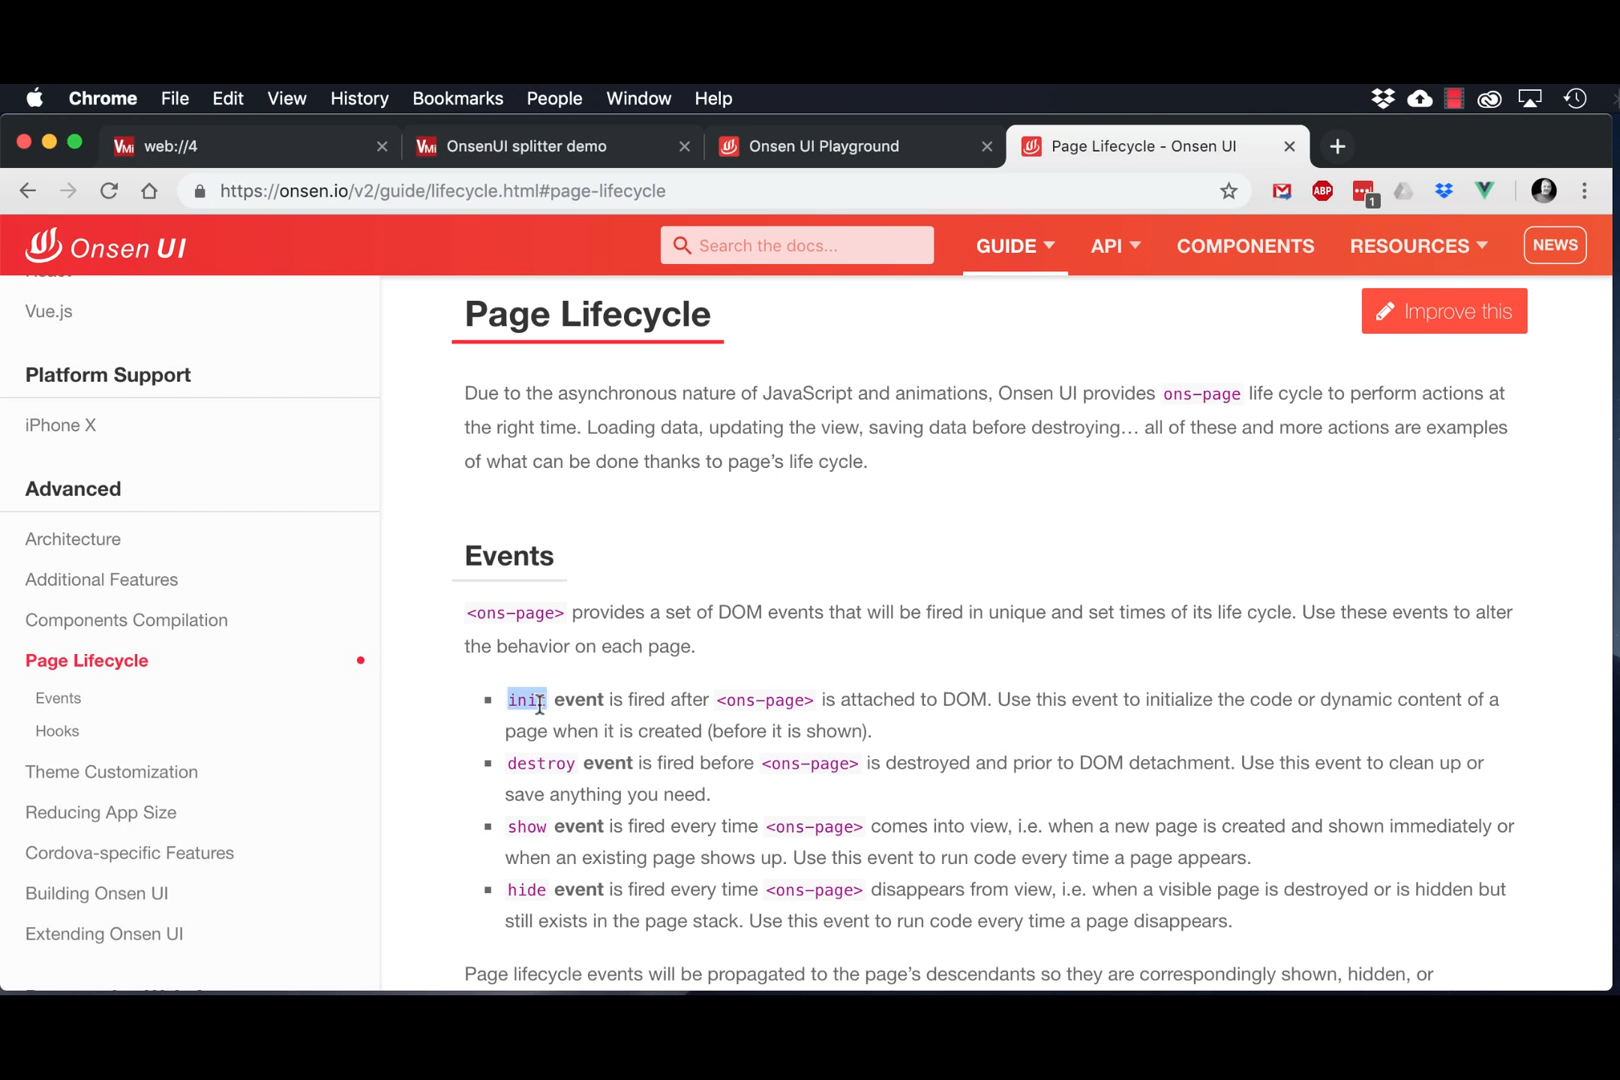 Chrome File Edit View History Bookmarks People Window Help
web://4 OnsenUI splitter demo Onsen UI Playground Page Lifecycle - Onsen UI
https://onsen.io/v2/guide/lifecycle.html#page-lifecycle
ABP 1
Onsen UI Search the docs... GUIDE API COMPONENTS RESOURCES NEWS
Vue.js
Platform Support
iPhone X
Advanced
Architecture
Additional Features
Components Compilation
Page Lifecycle
Events
Hooks
Theme Customization
Reducing App Size
Cordova-specific Features
Building Onsen UI
Extending Onsen UI
Page Lifecycle
Improve this
Due to the asynchronous nature of JavaScript and animations, Onsen UI provides ons-page life cycle to perform actions at
the right time. Loading data, updating the view, saving data before destroying… all of these and more actions are examples
of what can be done thanks to page’s life cycle.
Events
<ons-page> provides a set of DOM events that will be fired in unique and set times of its life cycle. Use these events to alter
the behavior on each page.
init event is fired after <ons-page> is attached to DOM. Use this event to initialize the code or dynamic content of a
page when it is created (before it is shown).
destroy event is fired before <ons-page> is destroyed and prior to DOM detachment. Use this event to clean up or
save anything you need.
show event is fired every time <ons-page> comes into view, i.e. when a new page is created and shown immediately or
when an existing page shows up. Use this event to run code every time a page appears.
hide event is fired every time <ons-page> disappears from view, i.e. when a visible page is destroyed or is hidden but
still exists in the page stack. Use this event to run code every time a page disappears.
Page lifecycle events will be propagated to the page’s descendants so they are correspondingly shown, hidden, or